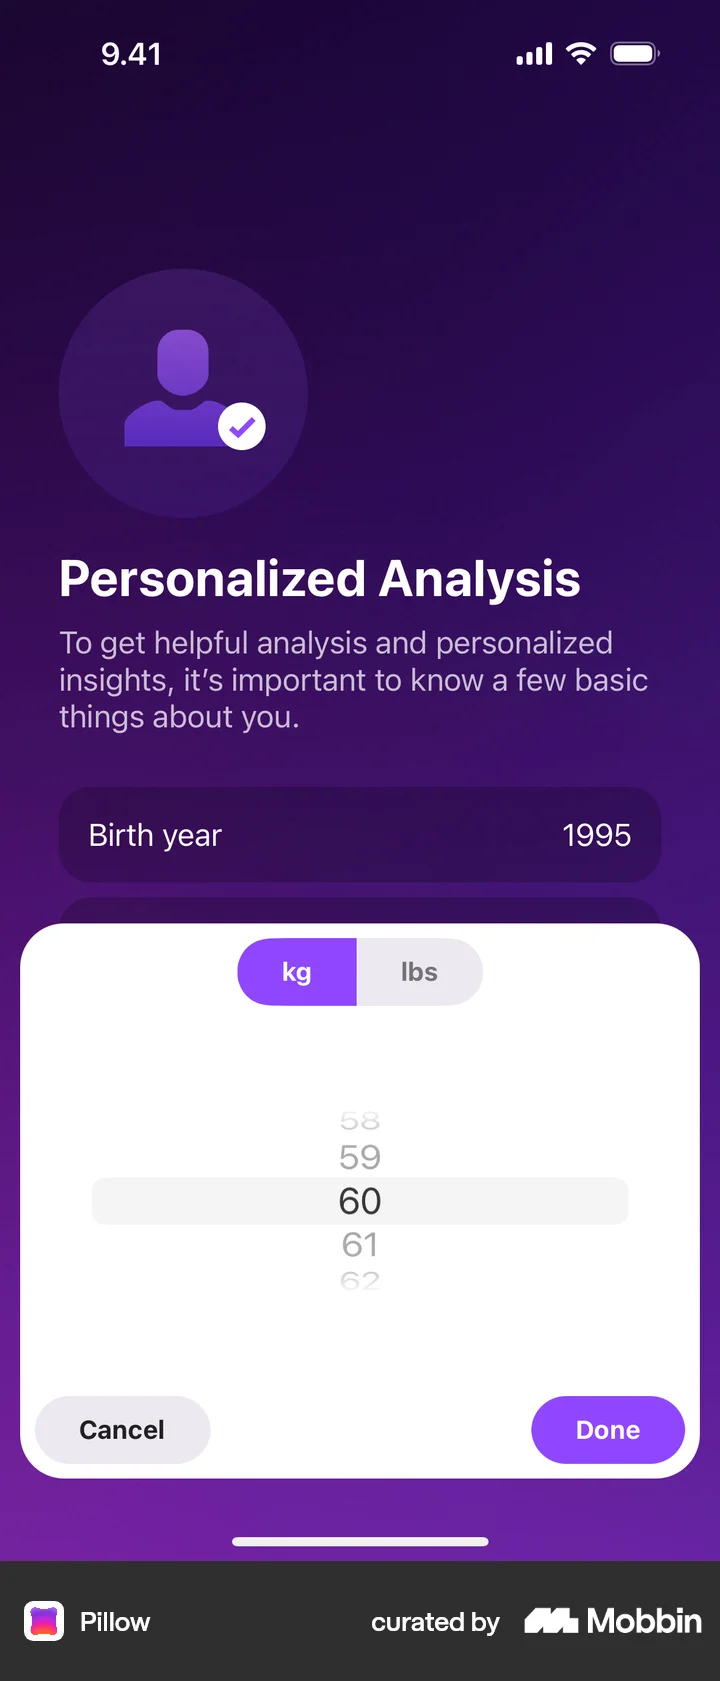 9.41
Personalized Analysis
To get helpful analysis and personalized
insights, it’s important to know a few basic
things about you.
Birth year 1995
kg lbs
58
59
60
61
62
Cancel Done
Pillow curated by Mobbin